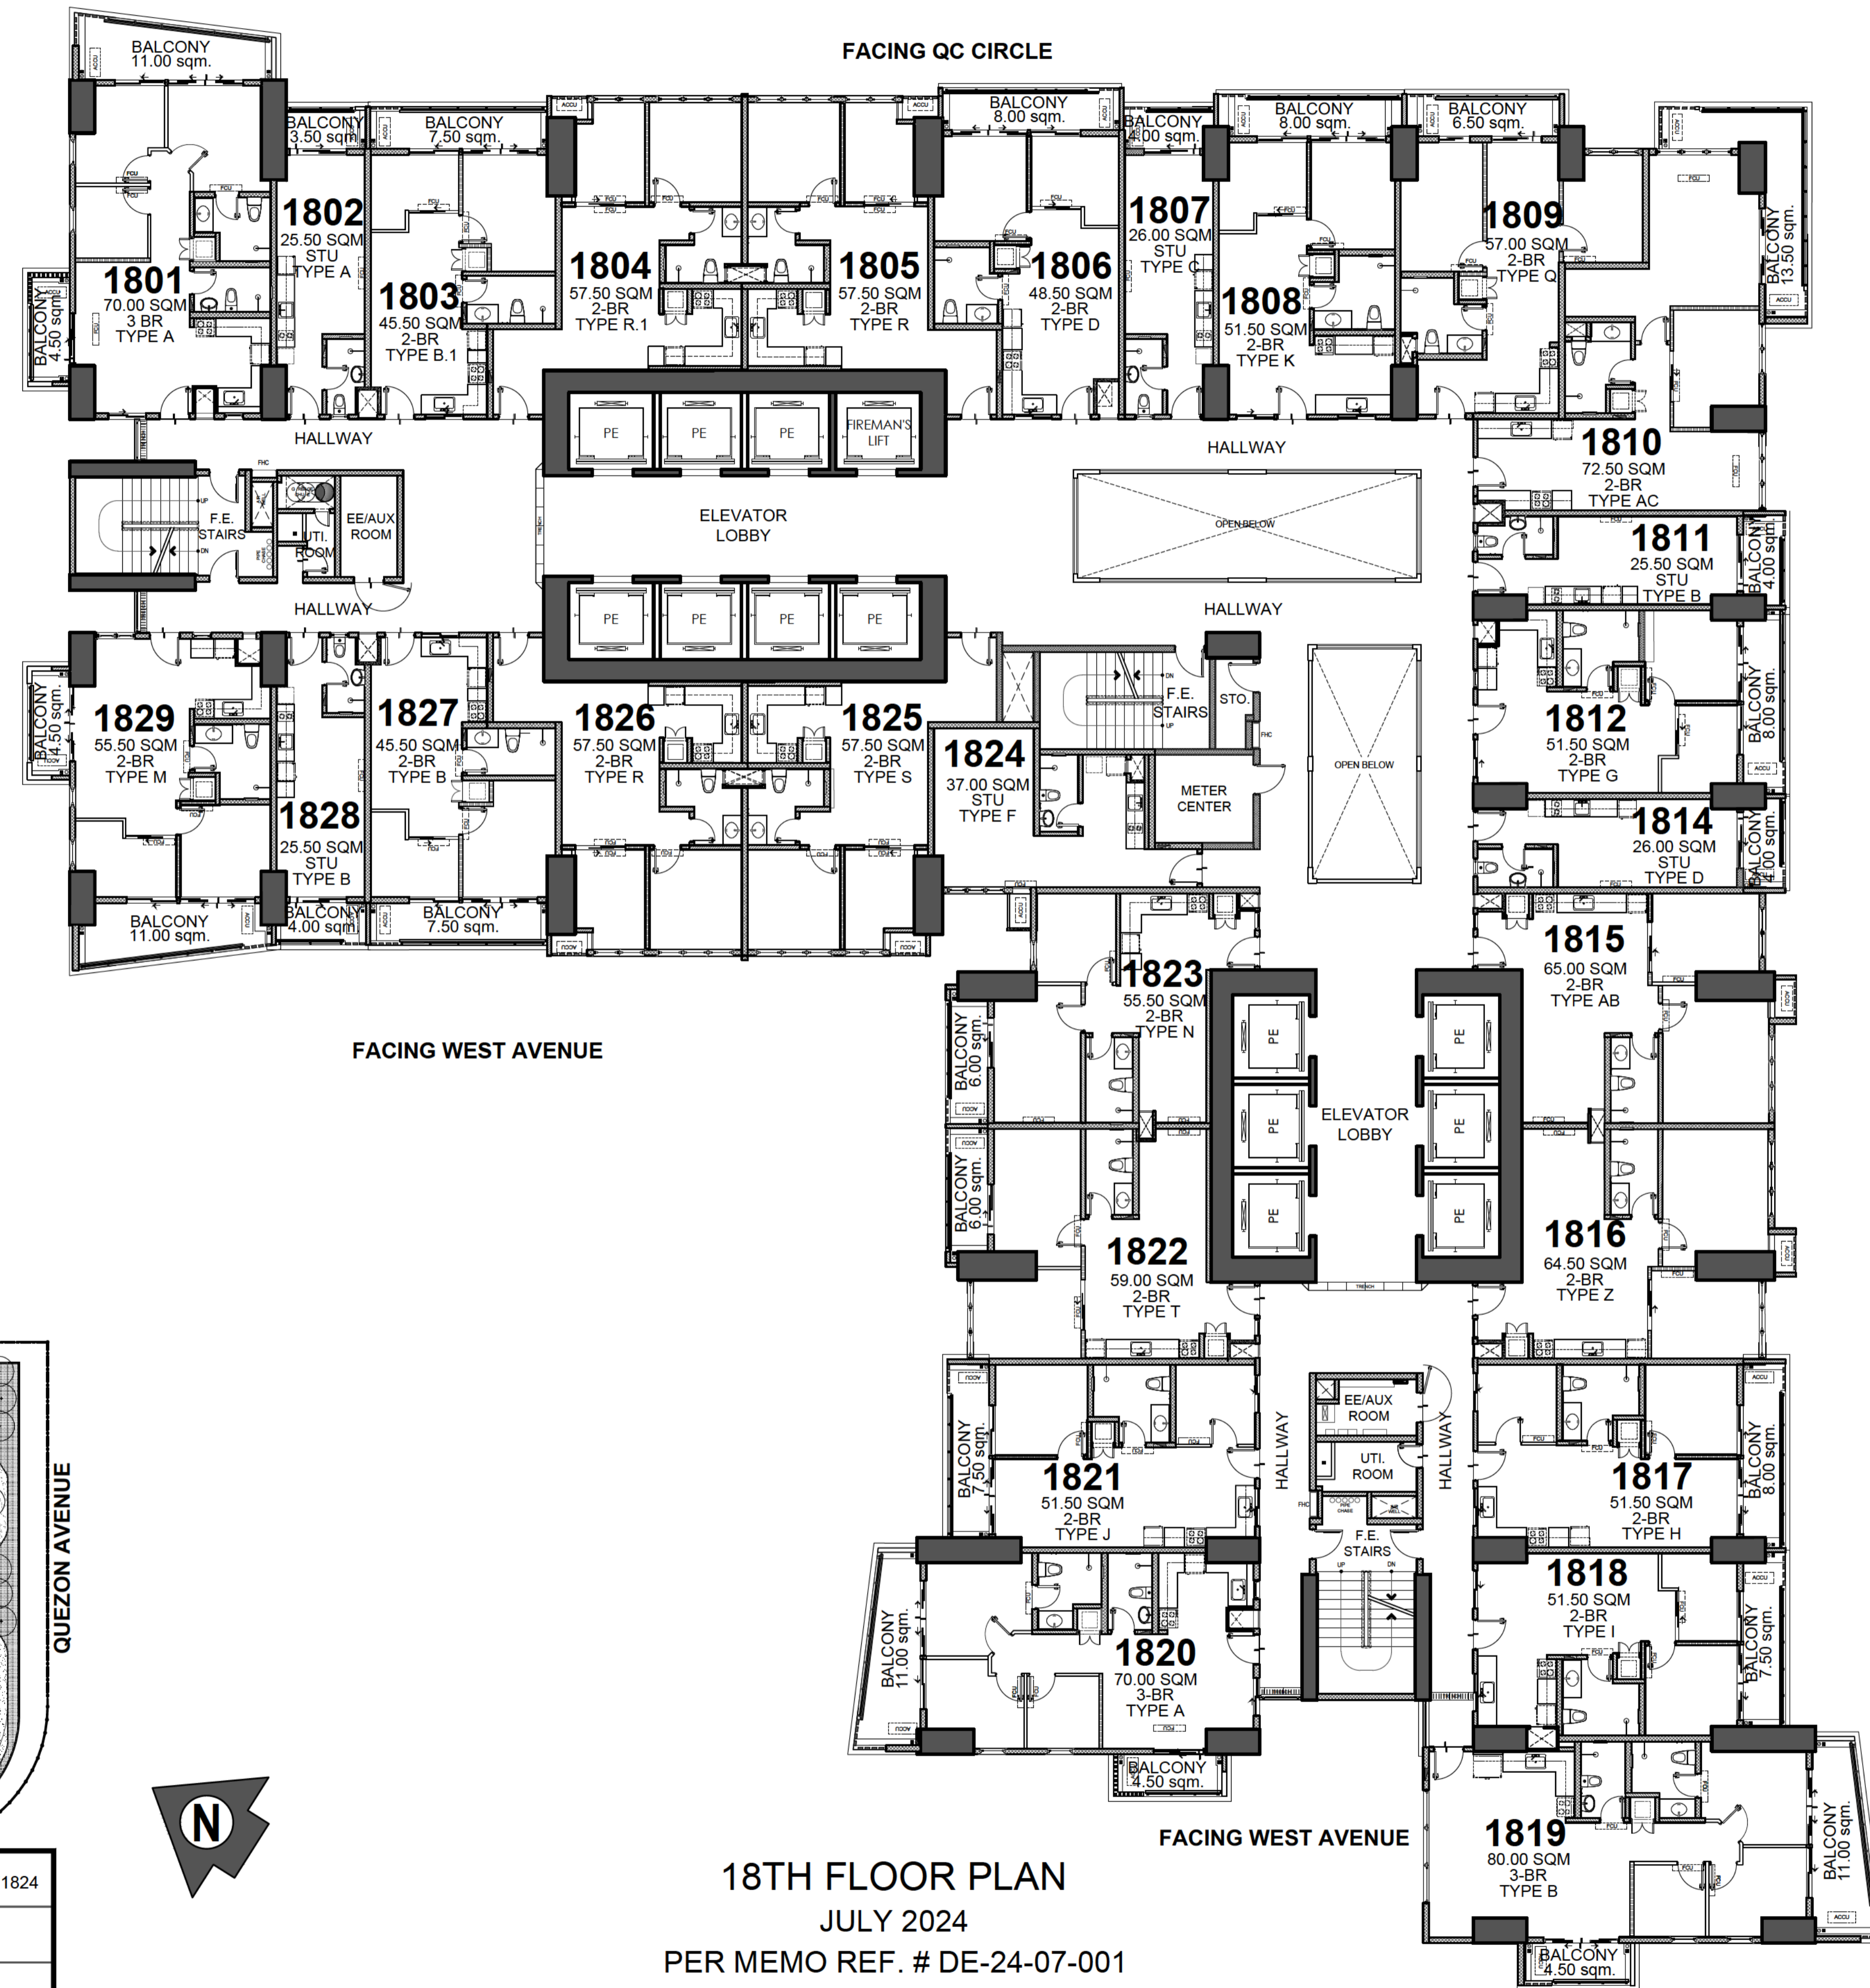 FACING QC CIRCLE
BALCONY
11.00 sqm.
BALCONY
3.50 sqm.
BALCONY
7.50 sqm.
BALCONY
8.00 sqm.
BALCONY
4.00 sqm.
BALCONY
8.00 sqm.
BALCONY
6.50 sqm.
BALCONY
13.50 sqm.
BALCONY
4.50 sqm.
1801
70.00 SQM
3 BR
TYPE A
1802
25.50 SQM
STU
TYPE A
1803
45.50 SQM
2-BR
TYPE B.1
1804
57.50 SQM
2-BR
TYPE R.1
1805
57.50 SQM
2-BR
TYPE R
1806
48.50 SQM
2-BR
TYPE D
1807
26.00 SQM
STU
TYPE C
1808
51.50 SQM
2-BR
TYPE K
1809
57.00 SQM
2-BR
TYPE Q
1810
72.50 SQM
2-BR
TYPE AC
HALLWAY
PE
PE
PE
FIREMAN'S
LIFT
HALLWAY
FHC
UP
F.E.
STAIRS
DN
UTI.
ROOM
EE/AUX
ROOM
TRENCH
ELEVATOR
LOBBY
OPEN BELOW
HALLWAY
PE
PE
PE
PE
HALLWAY
1811
25.50 SQM
STU
TYPE B
BALCONY
4.00 sqm.
1812
51.50 SQM
2-BR
TYPE G
BALCONY
8.00 sqm.
1814
26.00 SQM
STU
TYPE D
BALCONY
4.00 sqm.
BALCONY
4.50 sqm.
1829
55.50 SQM
2-BR
TYPE M
1828
25.50 SQM
STU
TYPE B
1827
45.50 SQM
2-BR
TYPE B
1826
57.50 SQM
2-BR
TYPE R
1825
57.50 SQM
2-BR
TYPE S
1824
37.00 SQM
STU
TYPE F
DN
F.E.
STAIRS
UP
STO.
FHC
METER
CENTER
OPEN BELOW
BALCONY
11.00 sqm.
BALCONY
4.00 sqm.
BALCONY
7.50 sqm.
FACING WEST AVENUE
1823
55.50 SQM
2-BR
TYPE N
BALCONY
6.00 sqm.
1815
65.00 SQM
2-BR
TYPE AB
PE
PE
PE
PE
PE
PE
ELEVATOR
LOBBY
BALCONY
6.00 sqm.
1822
59.00 SQM
2-BR
TYPE T
1816
64.50 SQM
2-BR
TYPE Z
TRENCH
BALCONY
7.50 sqm.
1821
51.50 SQM
2-BR
TYPE J
HALLWAY
EE/AUX
ROOM
UTI.
ROOM
HALLWAY
FHC
PIPE
CHASE
F.E.
STAIRS
UP
DN
1817
51.50 SQM
2-BR
TYPE H
BALCONY
8.00 sqm.
1818
51.50 SQM
2-BR
TYPE I
BALCONY
7.50 sqm.
BALCONY
11.00 sqm.
1820
70.00 SQM
3-BR
TYPE A
BALCONY
4.50 sqm.
FACING WEST AVENUE
1819
80.00 SQM
3-BR
TYPE B
BALCONY
11.00 sqm.
BALCONY
4.50 sqm.
QUEZON AVENUE
N
1824
18TH FLOOR PLAN
JULY 2024
PER MEMO REF. # DE-24-07-001